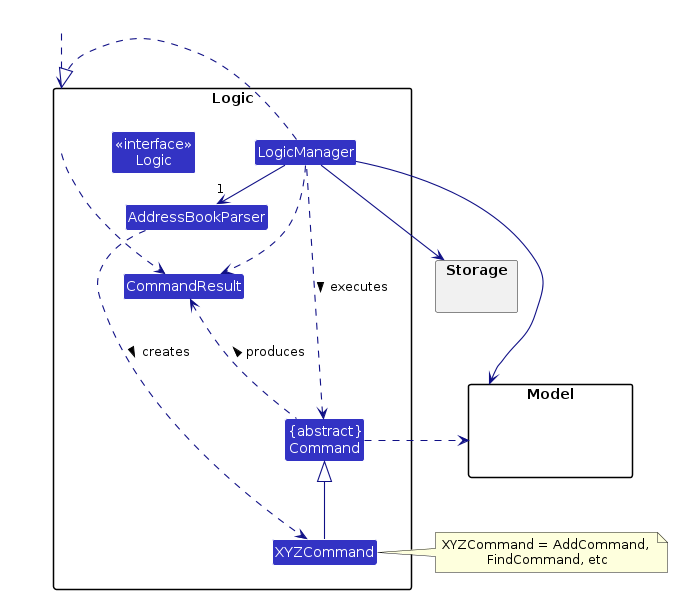 Logic
«interface»
Logic
LogicManager
1
AddressBookParser
Storage
CommandResult
executes
creates
produces
Model
{abstract}
Command
XYZCommand
XYZCommand = AddCommand,
FindCommand, etc